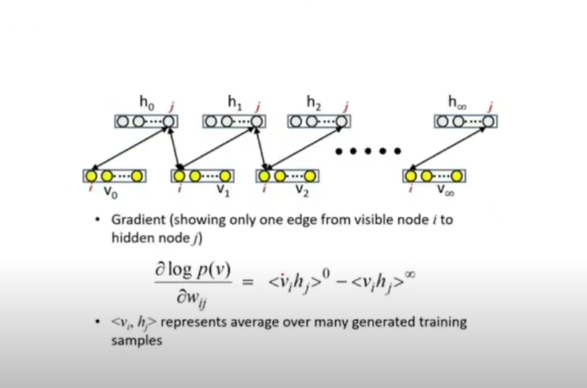 h0 j h1 j h2 j h∞ j
i v0 i v1 i v2 i v∞
• Gradient (showing only one edge from visible node i to
hidden node j)
∂log p(v)/∂wij = <vihj>^0 − <vihj>^∞
• <vi, hj> represents average over many generated training
samples